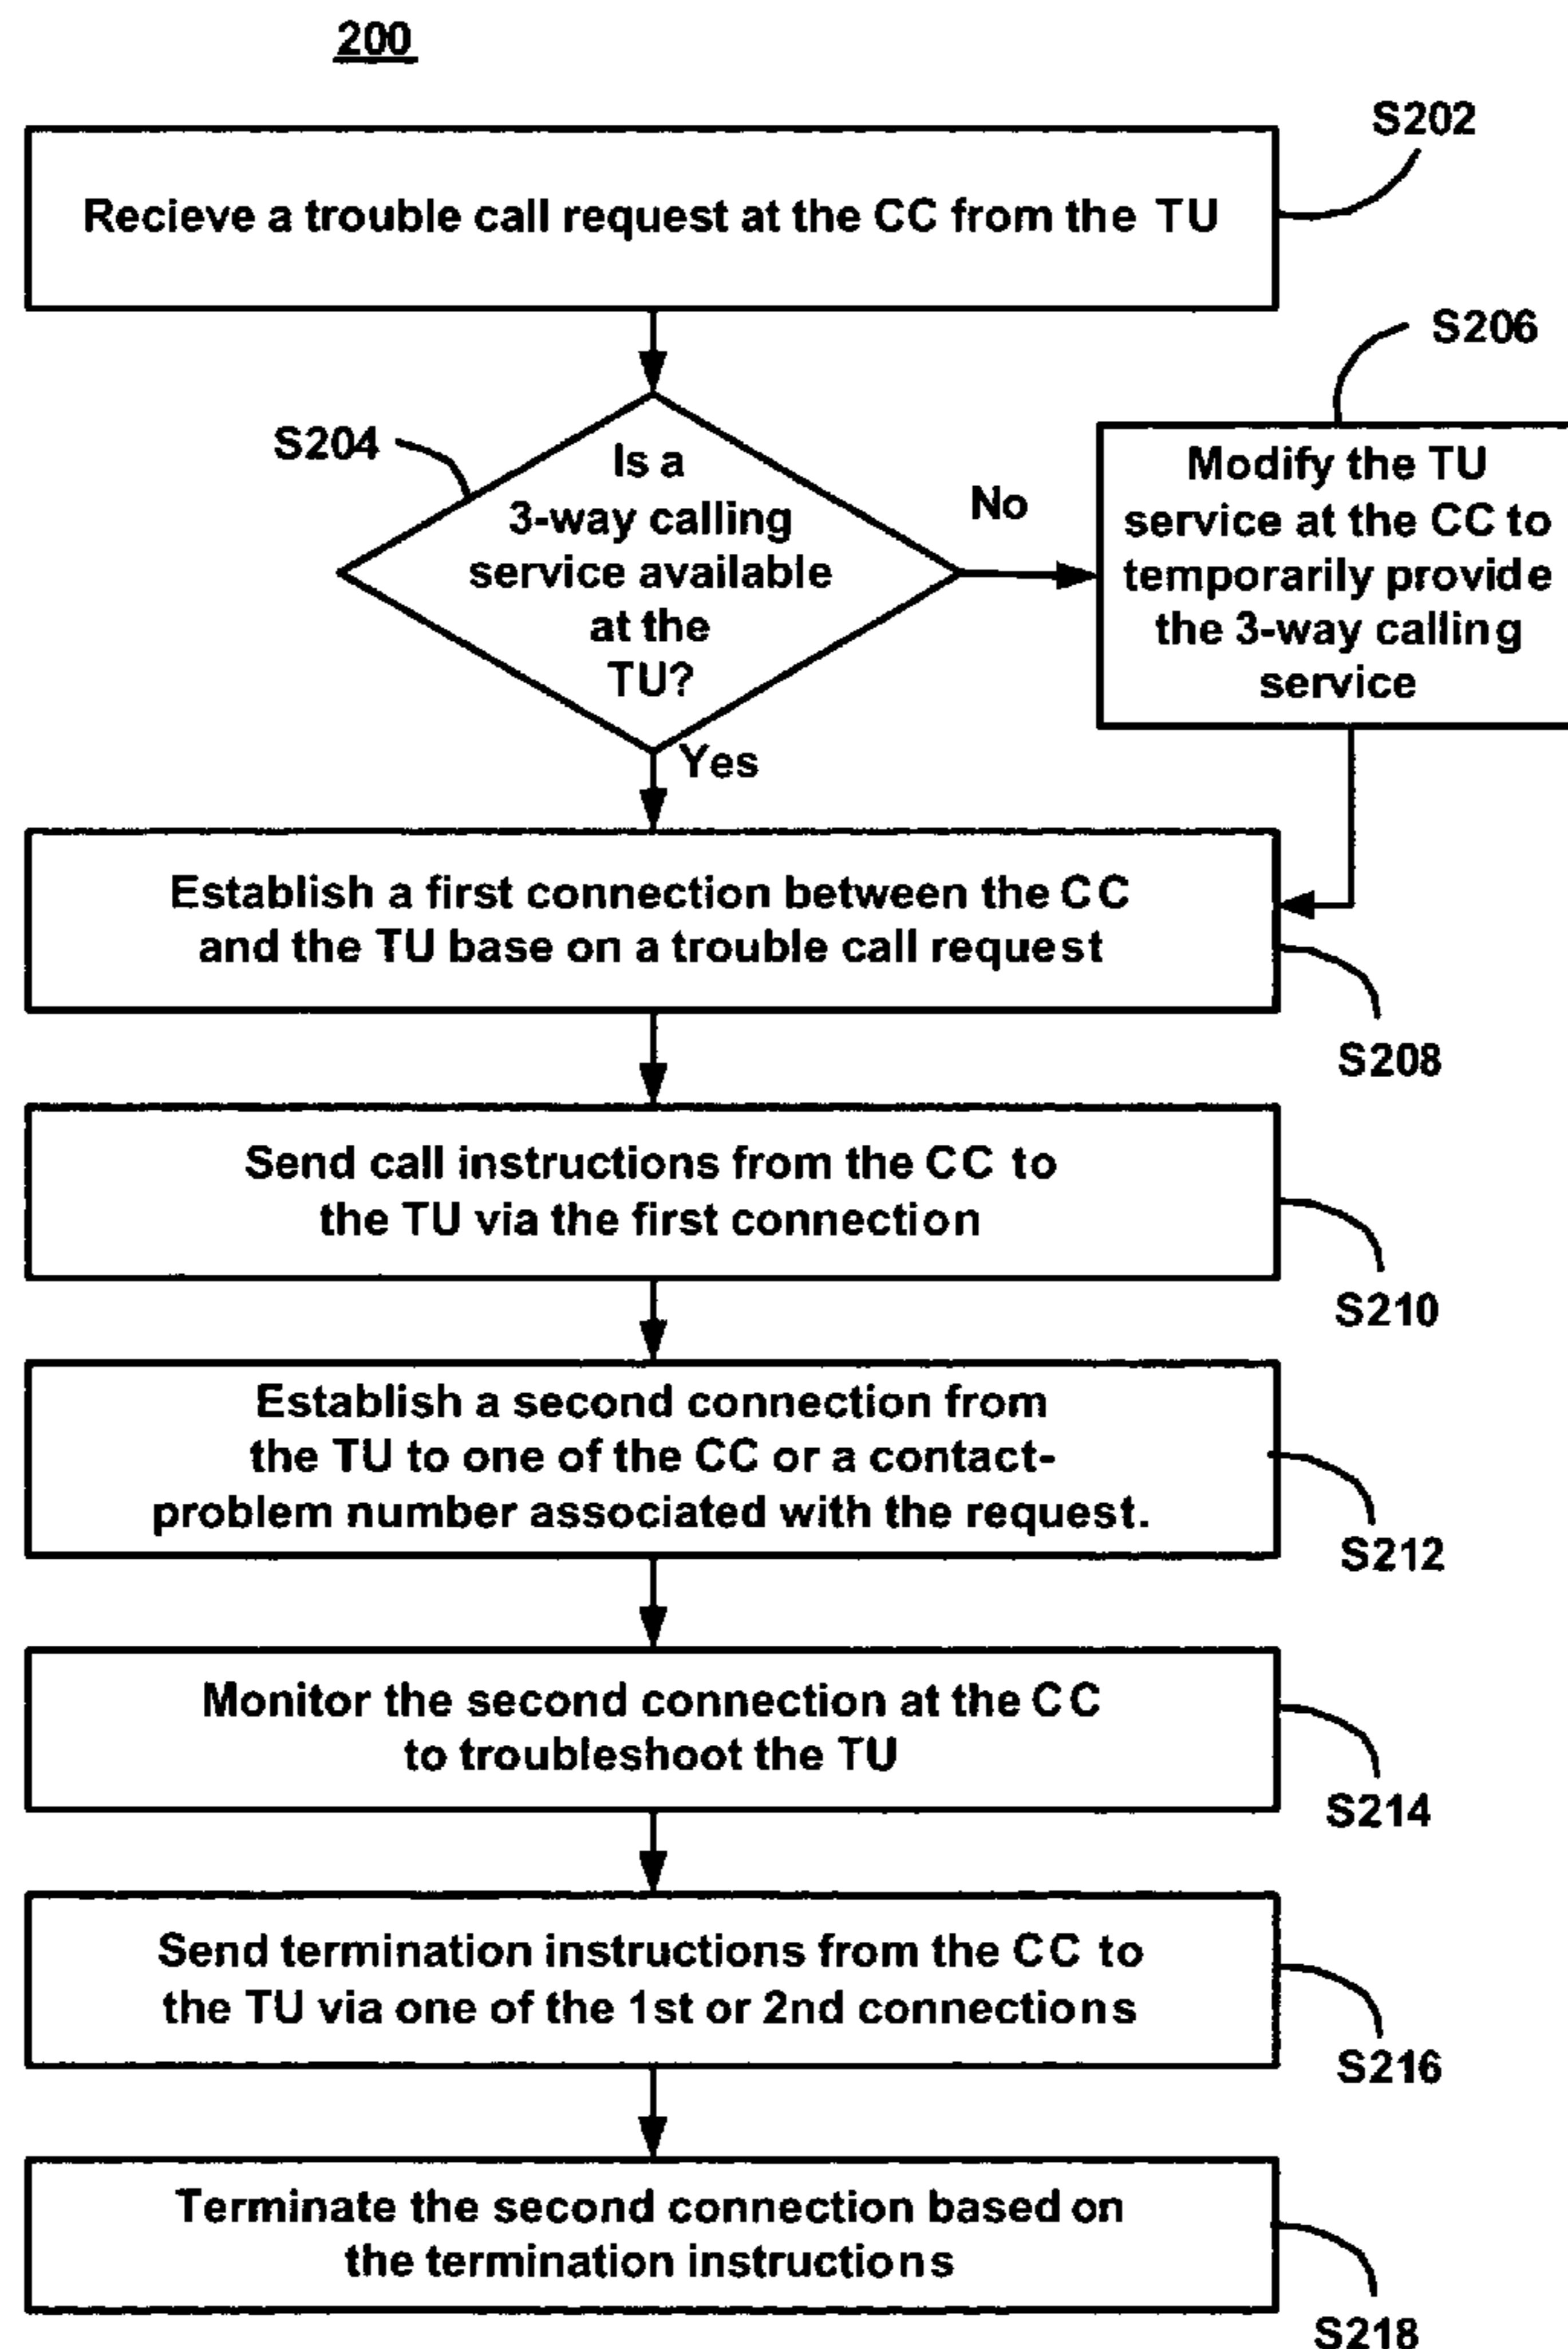 200
S202
Recieve a trouble call request at the CC from the TU
S206
S204
Is a
3-way calling
service available
at the
TU?
No
Modify the TU
service at the CC to
temporarily provide
the 3-way calling
service
Yes
Establish a first connection between the CC
and the TU base on a trouble call request
S208
Send call instructions from the CC to
the TU via the first connection
S210
Establish a second connection from
the TU to one of the CC or a contact-
problem number associated with the request.
S212
Monitor the second connection at the CC
to troubleshoot the TU
S214
Send termination instructions from the CC to
the TU via one of the 1st or 2nd connections
S216
Terminate the second connection based on
the termination instructions
S218